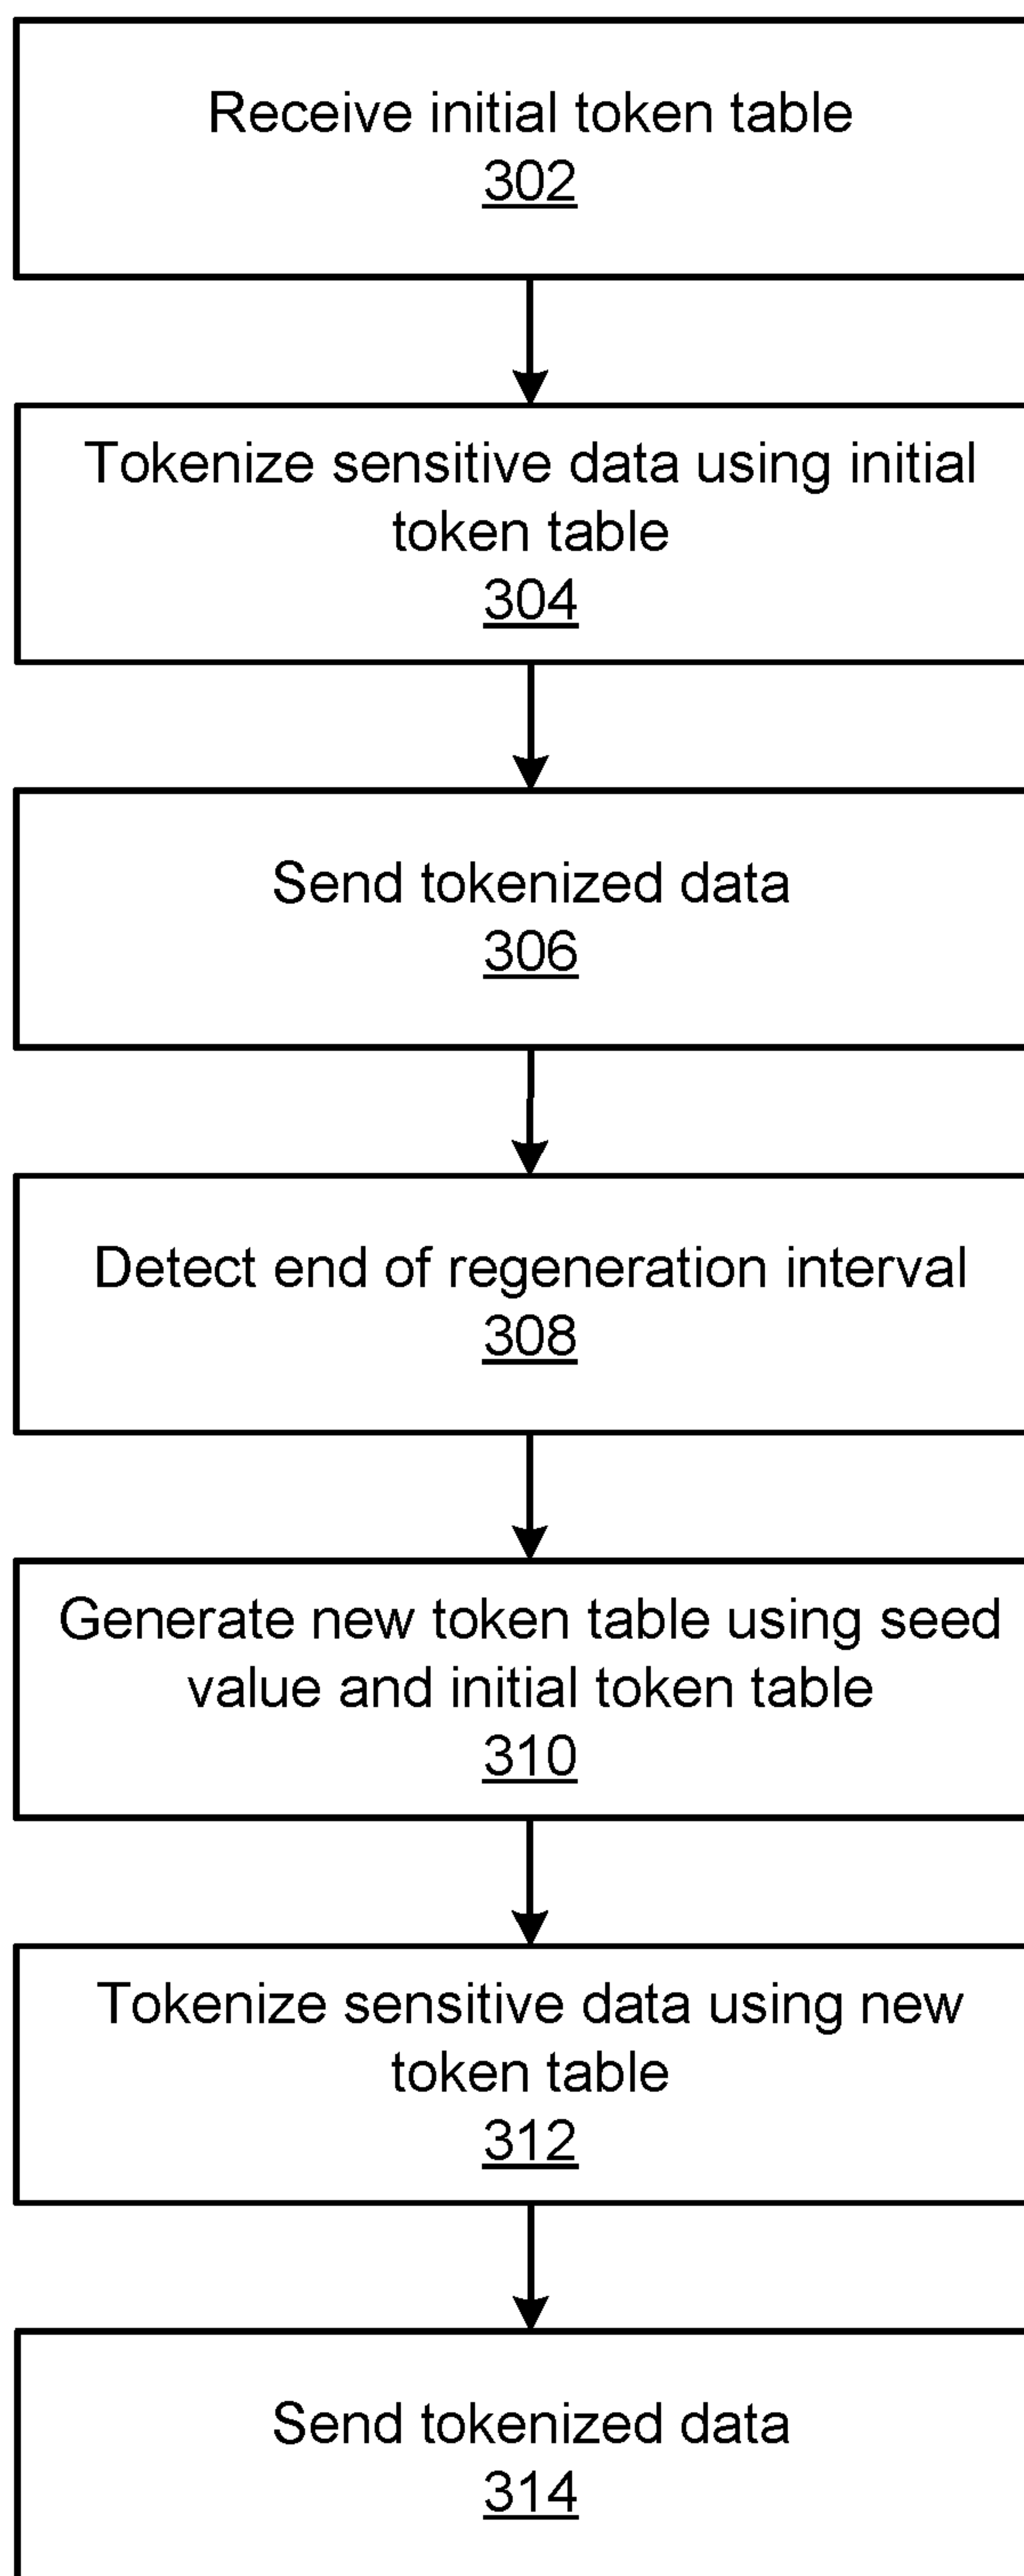 Receive initial token table
302
Tokenize sensitive data using initial
token table
304
Send tokenized data
306
Detect end of regeneration interval
308
Generate new token table using seed
value and initial token table
310
Tokenize sensitive data using new
token table
312
Send tokenized data
314